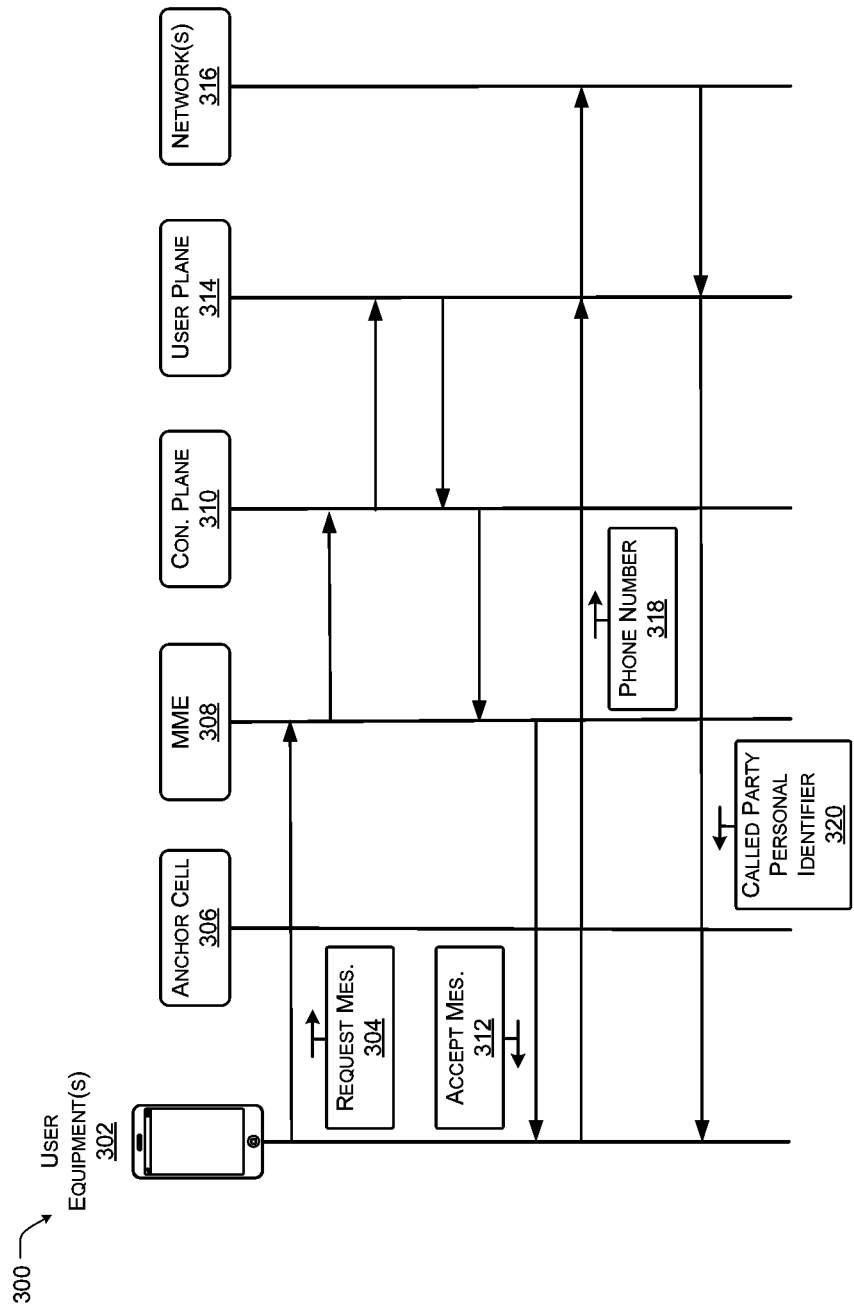 300
USER
EQUIPMENT(S)
302
ANCHOR CELL
306
MME
308
CON. PLANE
310
USER PLANE
314
NETWORK(S)
316
REQUEST MES.
304
ACCEPT MES.
312
PHONE NUMBER
318
CALLED PARTY
PERSONAL
IDENTIFIER
320